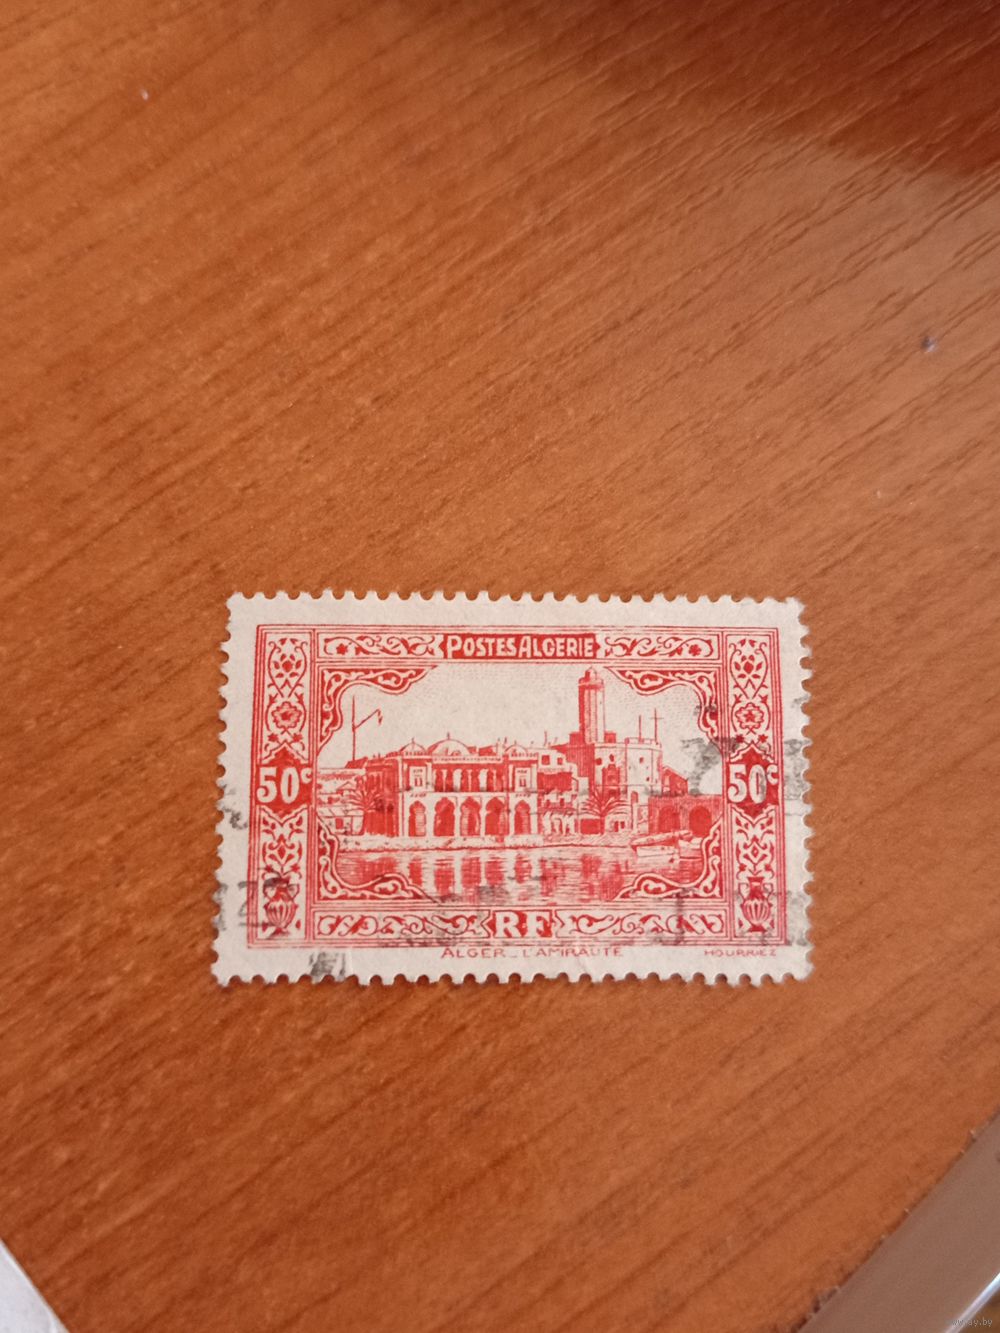 POSTES ALGERIE
50c 50c
RF
ALGER_L'AMIRAUTE HOURRIEZ